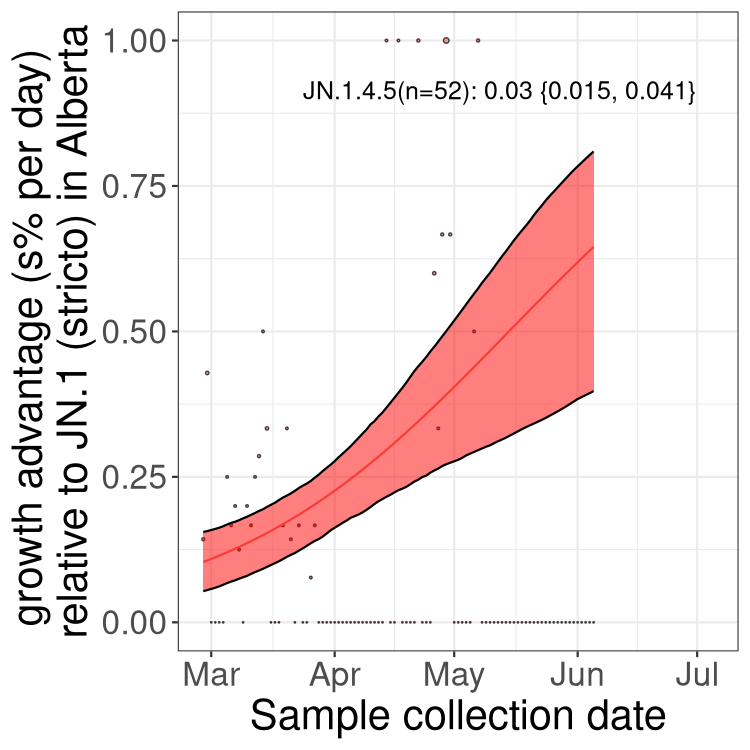 growth advantage (s% per day)
relative to JN.1 (stricto) in Alberta
1.00
0.75
0.50
0.25
0.00
JN.1.4.5(n=52): 0.03 {0.015, 0.041}
Mar Apr May Jun Jul
Sample collection date